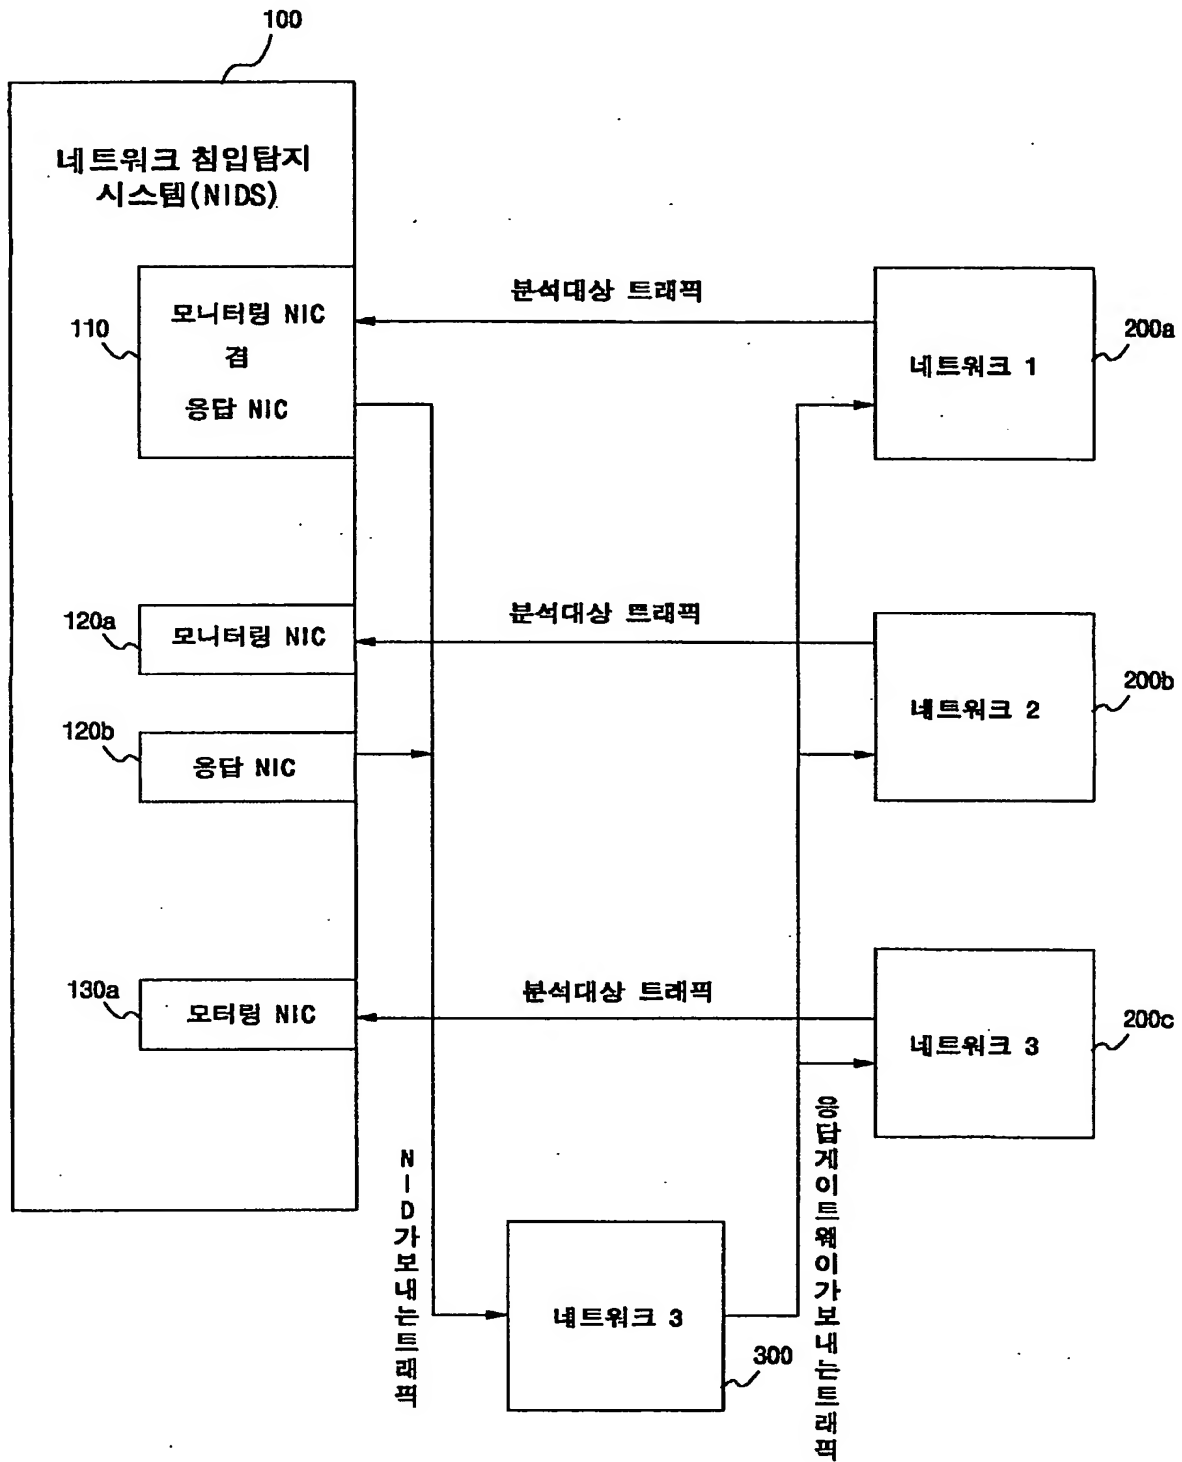 100
네트워크 침입탐지
시스템(NIDS)
모니터링 NIC
겸
응답 NIC
110
분석대상 트래픽
네트워크 1
200a
120a
모니터링 NIC
분석대상 트래픽
네트워크 2
200b
120b
응답 NIC
130a
모터링 NIC
분석대상 트래픽
네트워크 3
200c
NID가보내는트래픽
응답게이트웨이가보내는트래픽
네트워크 3
300